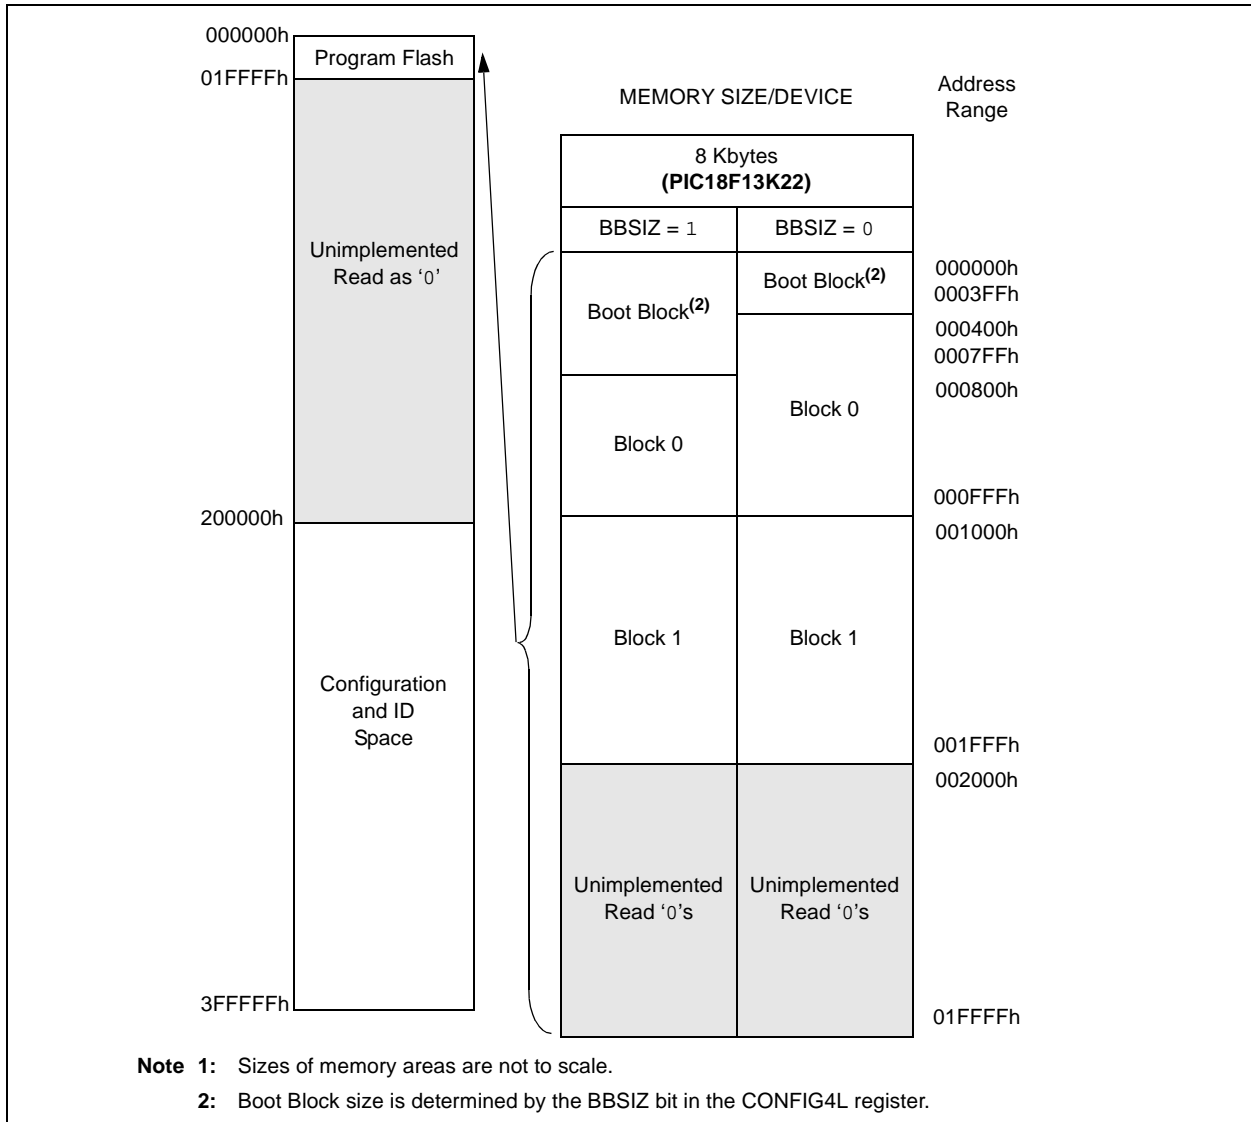 000000h
Program Flash
01FFFFh
Unimplemented
Read as ‘0’
200000h
Configuration
and ID
Space
3FFFFFh
MEMORY SIZE/DEVICE
Address
Range
8 Kbytes
(PIC18F13K22)
BBSIZ = 1
BBSIZ = 0
Boot Block(2)
Block 0
Block 1
Unimplemented
Read ‘0’s
Boot Block(2)
Block 0
Block 1
Unimplemented
Read ‘0’s
000000h
0003FFh
000400h
0007FFh
000800h
000FFFh
001000h
001FFFh
002000h
01FFFFh
Note 1: Sizes of memory areas are not to scale.
2: Boot Block size is determined by the BBSIZ bit in the CONFIG4L register.